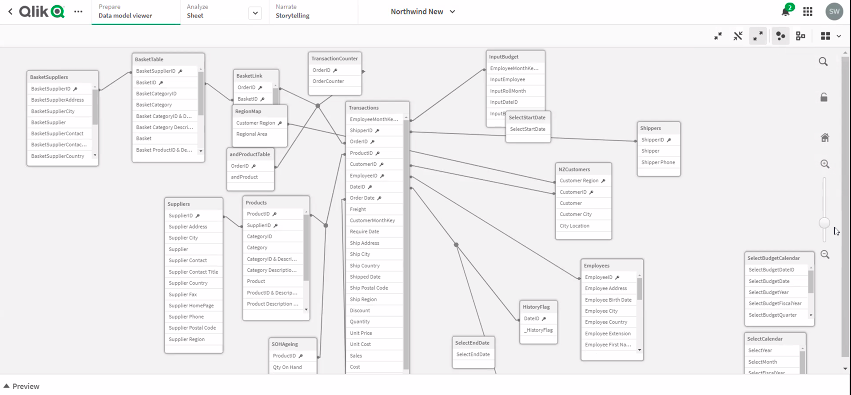 Qlik
Prepare
Data model viewer
Analyze
Sheet
Narrate
Storytelling
Northwind New
2
SW
BasketSuppliers
BasketSupplierID
BasketSupplierAddress
BasketSupplierCity
BasketSupplier
BasketSupplierContact
BasketSupplierContac...
BasketSupplierCountry
BasketTable
BasketSupplierID
BasketID
BasketCategoryID
BasketCategory
Basket CategoryID & D...
Basket Category Descri...
Basket
Basket ProductID & De...
BasketLink
OrderID
BasketID
RegionMap
Customer Region
Regional Area
andProductTable
OrderID
andProduct
TransactionCounter
OrderID
OrderCounter
Transactions
EmployeeMonthKe...
ShipperID
OrderID
ProductID
CustomerID
EmployeeID
DateID
Order Date
Freight
CustomerMonthKey
Require Date
Ship Address
Ship City
Ship Country
Shipped Date
Ship Postal Code
Ship Region
Discount
Quantity
Unit Price
Unit Cost
Sales
Cost
InputBudget
EmployeeMonthKe...
InputEmployee
InputRollMonth
InputDateID
SelectStartDate
SelectStartDate
Shippers
ShipperID
Shipper
Shipper Phone
NZCustomers
Customer Region
CustomerID
Customer
Customer City
City Location
Suppliers
SupplierID
Supplier Address
Supplier City
Supplier
Supplier Contact
Supplier Contact Title
Supplier Country
Supplier Fax
Supplier HomePage
Supplier Phone
Supplier Postal Code
Supplier Region
Products
ProductID
SupplierID
CategoryID
Category
CategoryID & Descri...
Category Descriptio...
Product
ProductID & Descrip...
Product Description ...
SOHAgeing
ProductID
Qty On Hand
Employees
EmployeeID
Employee Address
Employee Birth Date
Employee City
Employee Country
Employee Extension
Employee First Na...
HistoryFlag
DateID
_HistoryFlag
SelectEndDate
SelectEndDate
SelectBudgetCalendar
SelectBudgetDateID
SelectBudgetDate
SelectBudgetYear
SelectBudgetFiscalYear
SelectBudgetQuarter
SelectCalendar
SelectYear
SelectMonth
SelectFiscalYear
Preview